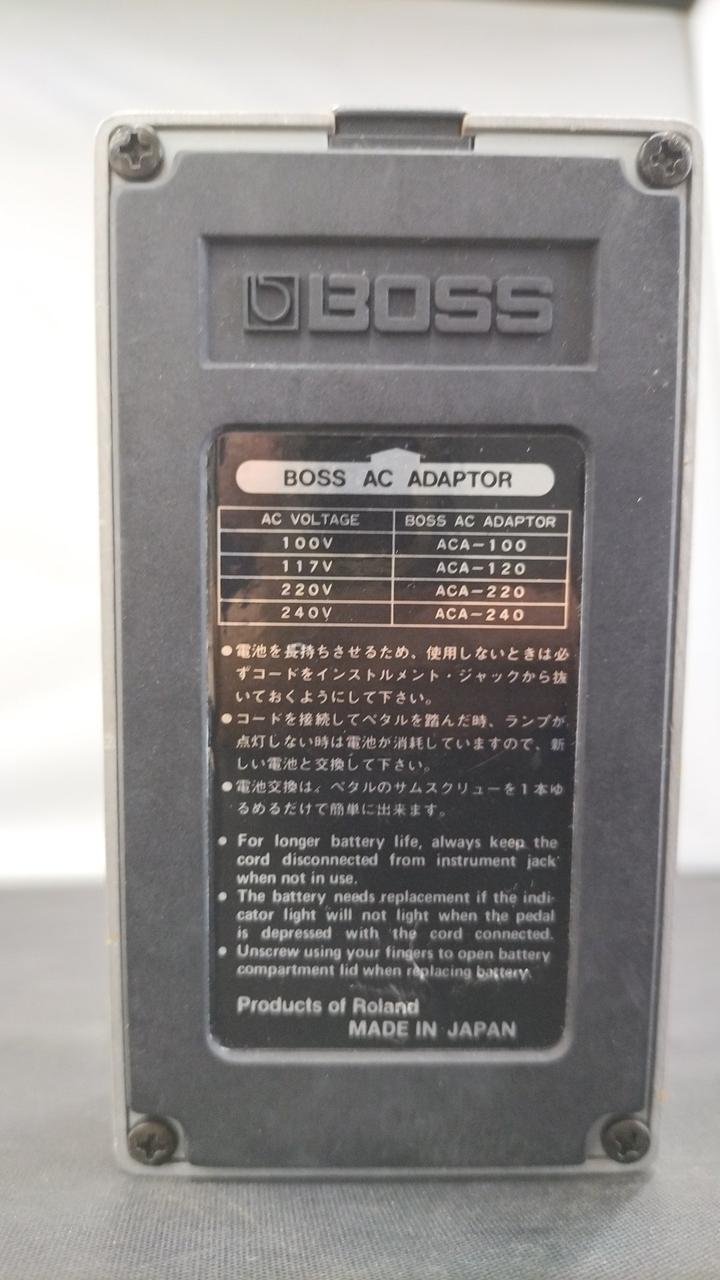 BOSS
BOSS AC ADAPTOR
AC VOLTAGE BOSS AC ADAPTOR
100V ACA-100
117V ACA-120
220V ACA-220
240V ACA-240
●電池を長持ちさせるため、使用しないときは必
ずコードをインストルメント・ジャックから抜
いておくようにして下さい。
●コードを接続してペタルを踏んだ時、ランプが
点灯しない時は電池が消耗していますので、新
しい電池と交換して下さい。
●電池交換は、ペタルのサムスクリューを1本ゆ
るめるだけで簡単に出来ます。
● For longer battery life, always keep the
cord disconnected from instrument jack
when not in use.
● The battery needs replacement if the indi-
cator light will not light when the pedal
is depressed with the cord connected.
● Unscrew using your fingers to open battery
compartment lid when replacing battery.
Products of Roland
MADE IN JAPAN